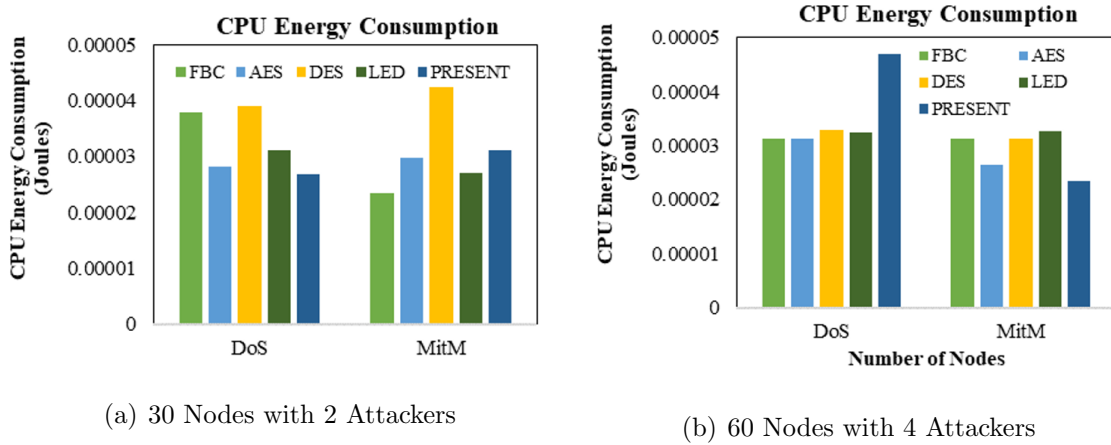 CPU Energy Consumption
CPU Energy Consumption
(Joules)
0.00005
0.00004
0.00003
0.00002
0.00001
0
FBC AES DES LED PRESENT
DoS MitM
(a) 30 Nodes with 2 Attackers
CPU Energy Consumption
CPU Energy Consumption
(Joules)
0.00005
0.00004
0.00003
0.00002
0.00001
0
FBC AES
DES LED
PRESENT
DoS MitM
Number of Nodes
(b) 60 Nodes with 4 Attackers